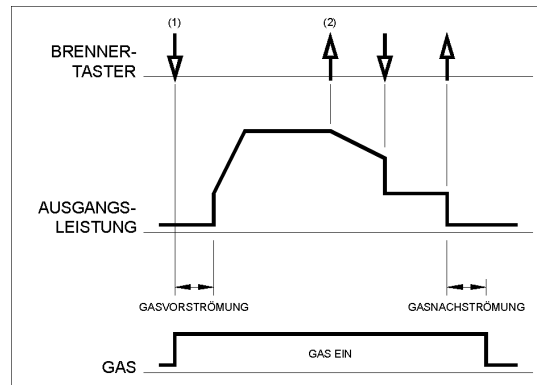 (1) (2)
BRENNER-
TASTER
AUSGANGS-
LEISTUNG
GASVORSTRÖMUNG GASNACHSTRÖMUNG
GAS EIN
GAS